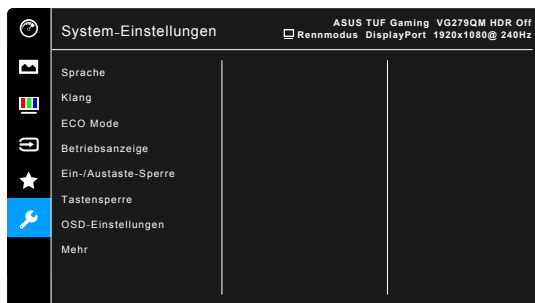 System-Einstellungen
ASUS TUF Gaming VG279QM HDR Off
Rennmodus DisplayPort 1920x1080@ 240Hz
Sprache
Klang
ECO Mode
Betriebsanzeige
Ein-/Austaste-Sperre
Tastensperre
OSD-Einstellungen
Mehr